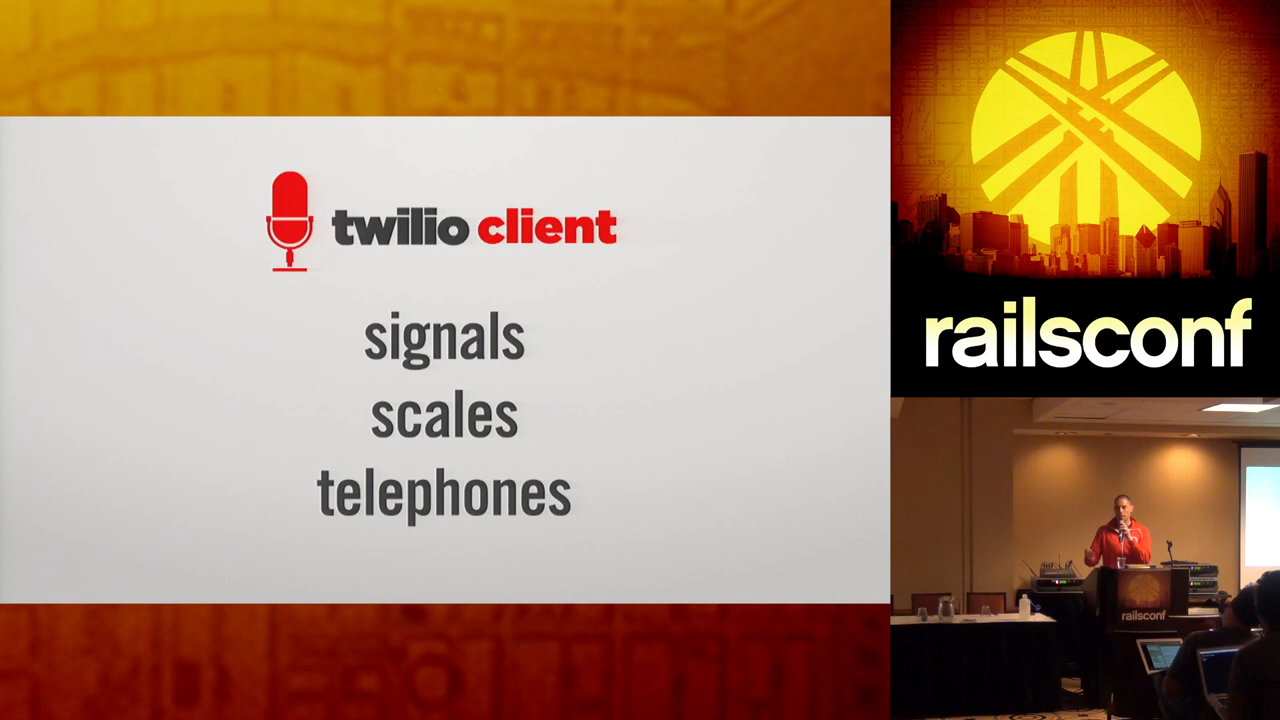 twilio client
signals
scales
telephones
railsconf
railsconf